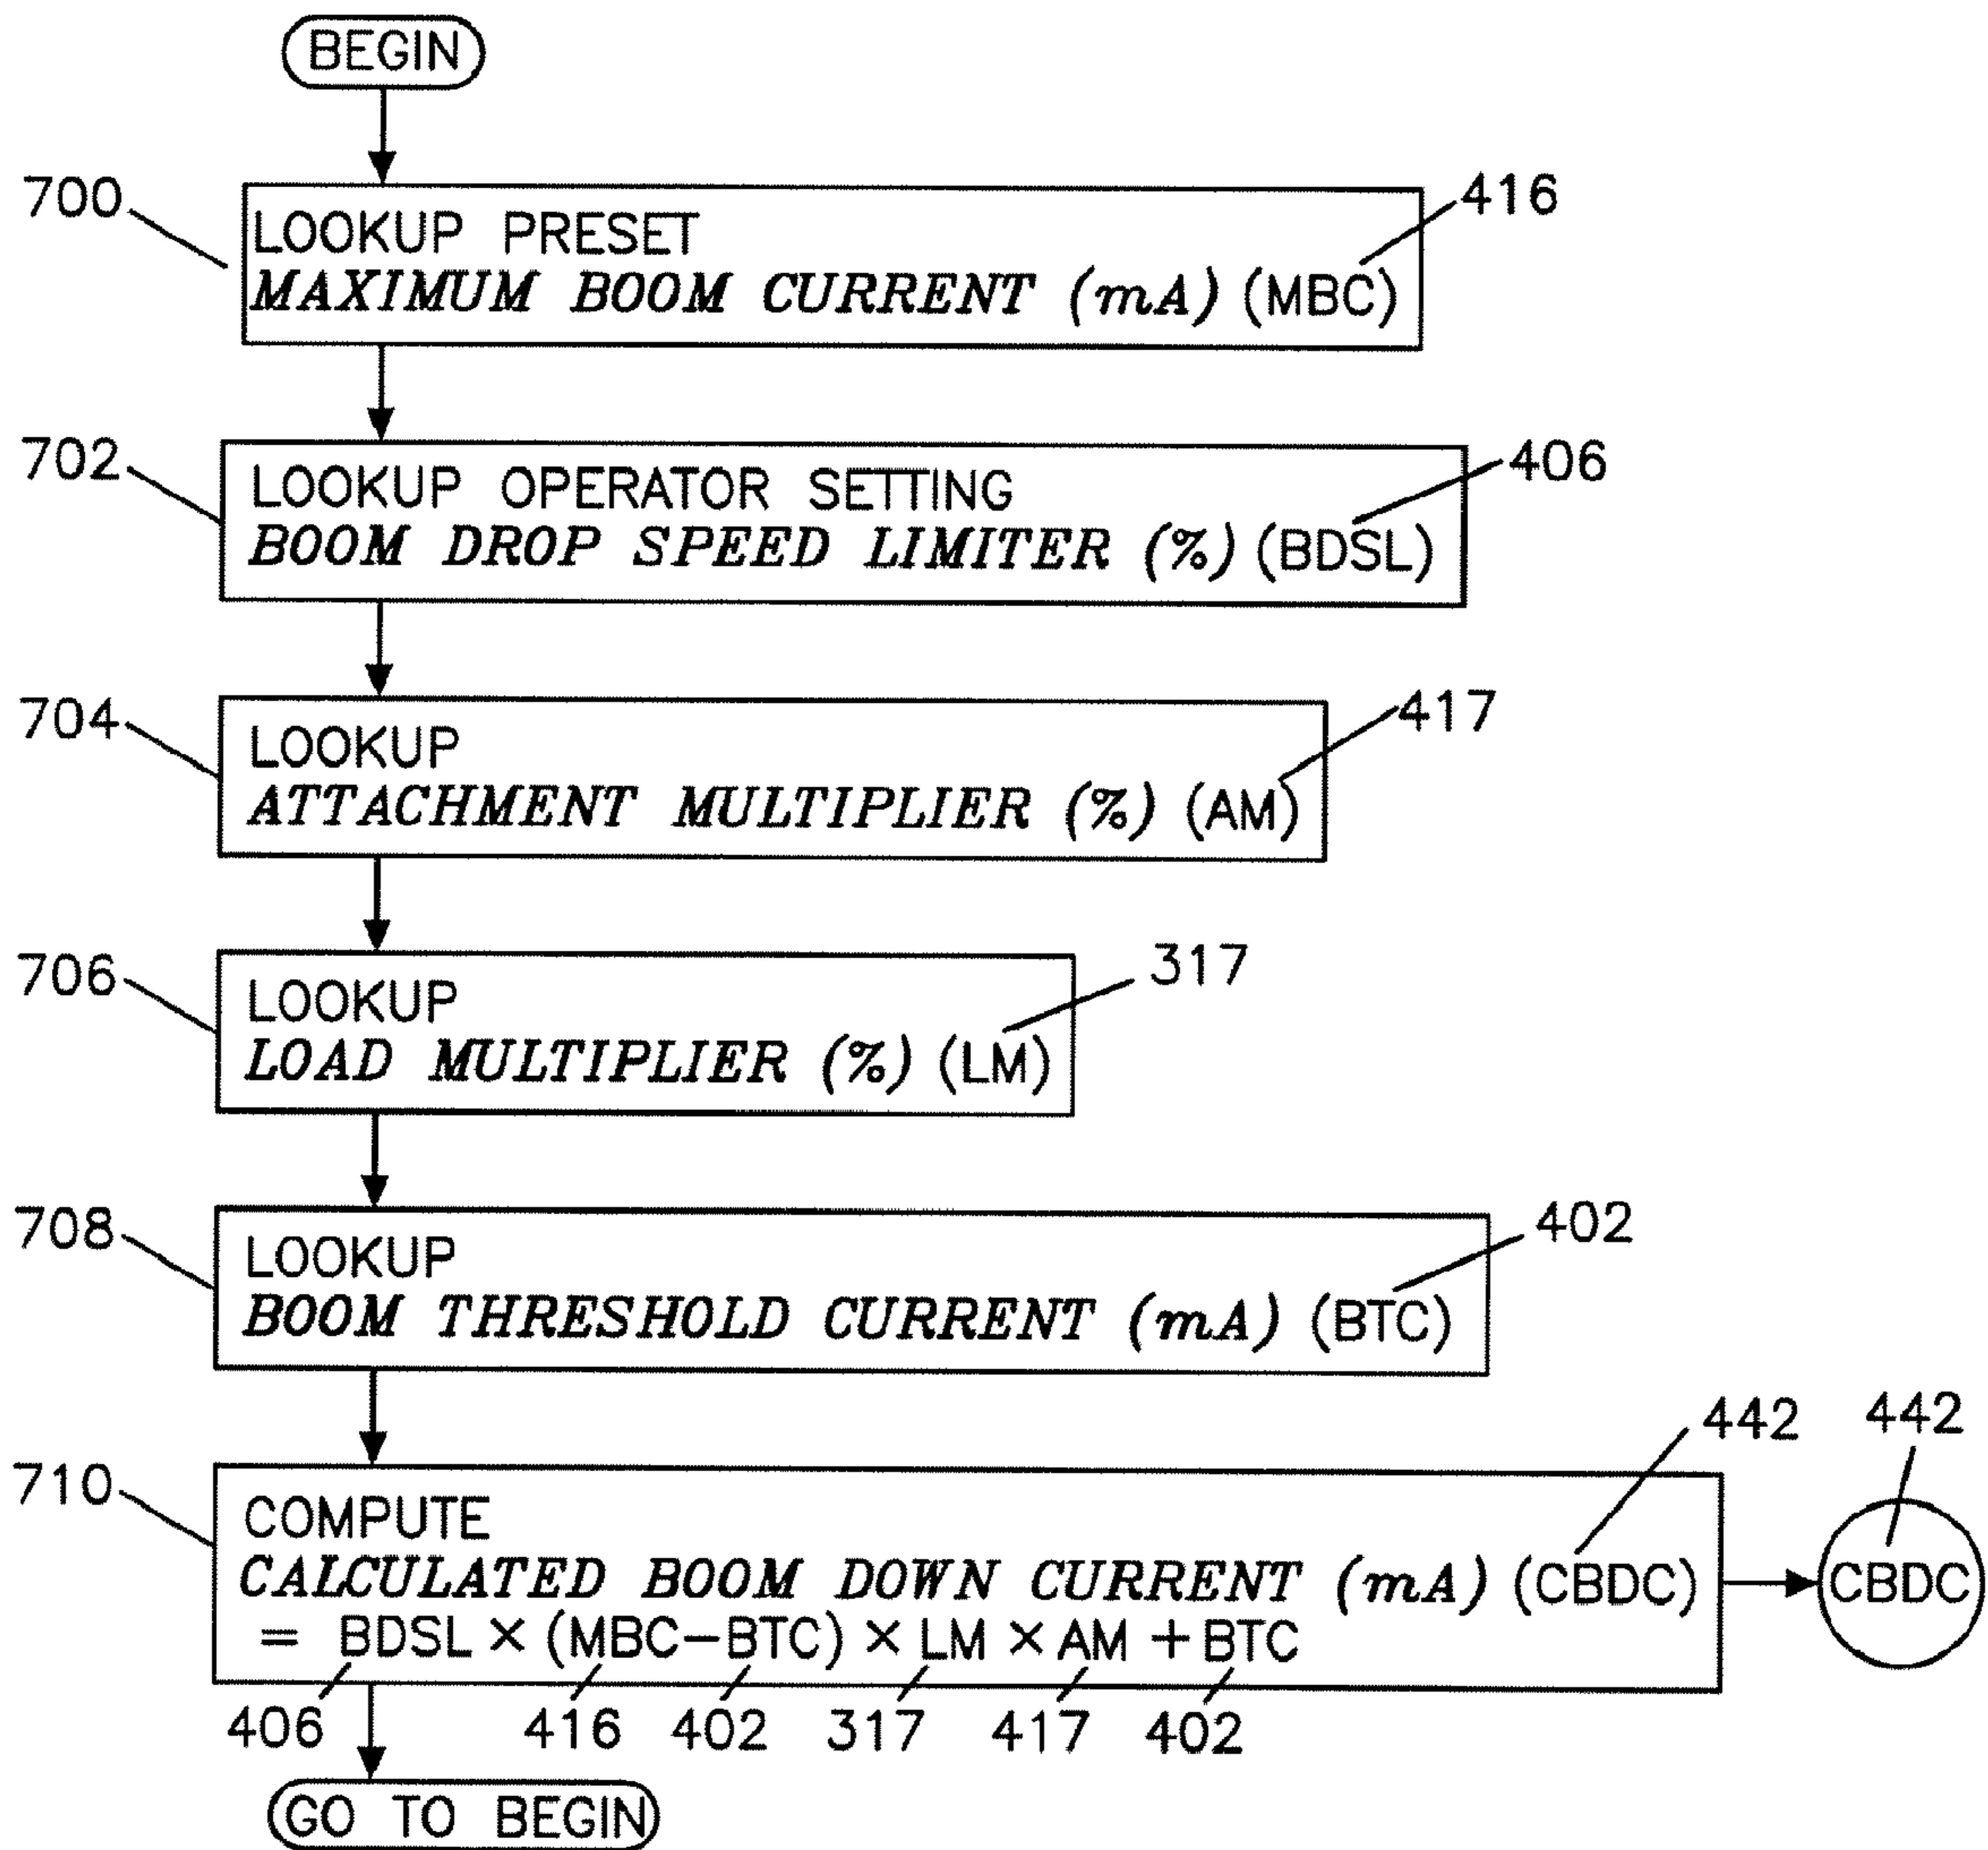 BEGIN
700
416
LOOKUP PRESET
MAXIMUM BOOM CURRENT (mA) (MBC)
702
406
LOOKUP OPERATOR SETTING
BOOM DROP SPEED LIMITER (%) (BDSL)
704
417
LOOKUP
ATTACHMENT MULTIPLIER (%) (AM)
706
317
LOOKUP
LOAD MULTIPLIER (%) (LM)
708
402
LOOKUP
BOOM THRESHOLD CURRENT (mA) (BTC)
710
442
442
COMPUTE
CALCULATED BOOM DOWN CURRENT (mA) (CBDC)
CBDC
= BDSL × (MBC-BTC) × LM × AM + BTC
406 416 402 317 417 402
GO TO BEGIN